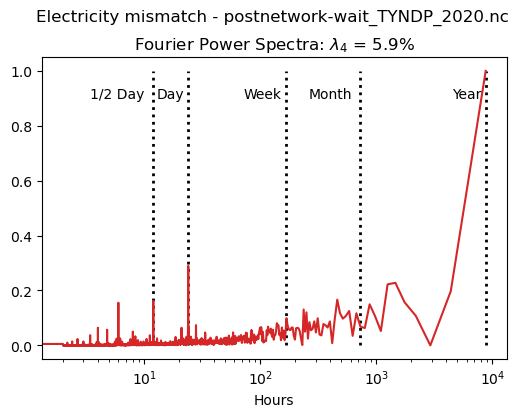 Electricity mismatch - postnetwork-wait_TYNDP_2020.nc
Fourier Power Spectra: λ₄ = 5.9%
1.0
1/2 Day Day Week Month Year
0.8
0.6
0.4
0.2
0.0
10¹ 10² 10³ 10⁴
Hours